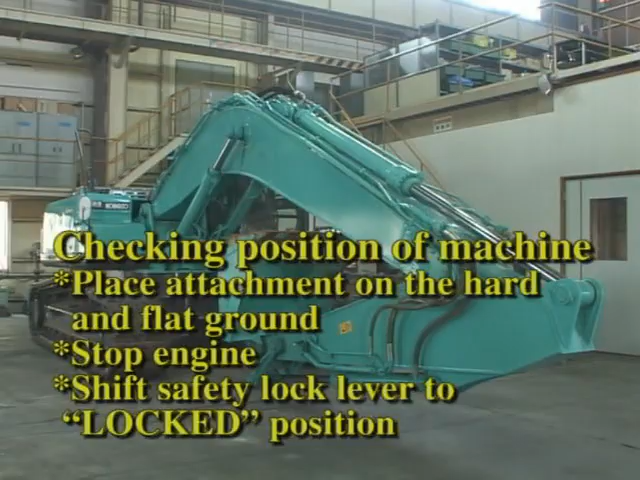 Checking position of machine
*Place attachment on the hard
and flat ground
*Stop engine
*Shift safety lock lever to
“LOCKED” position